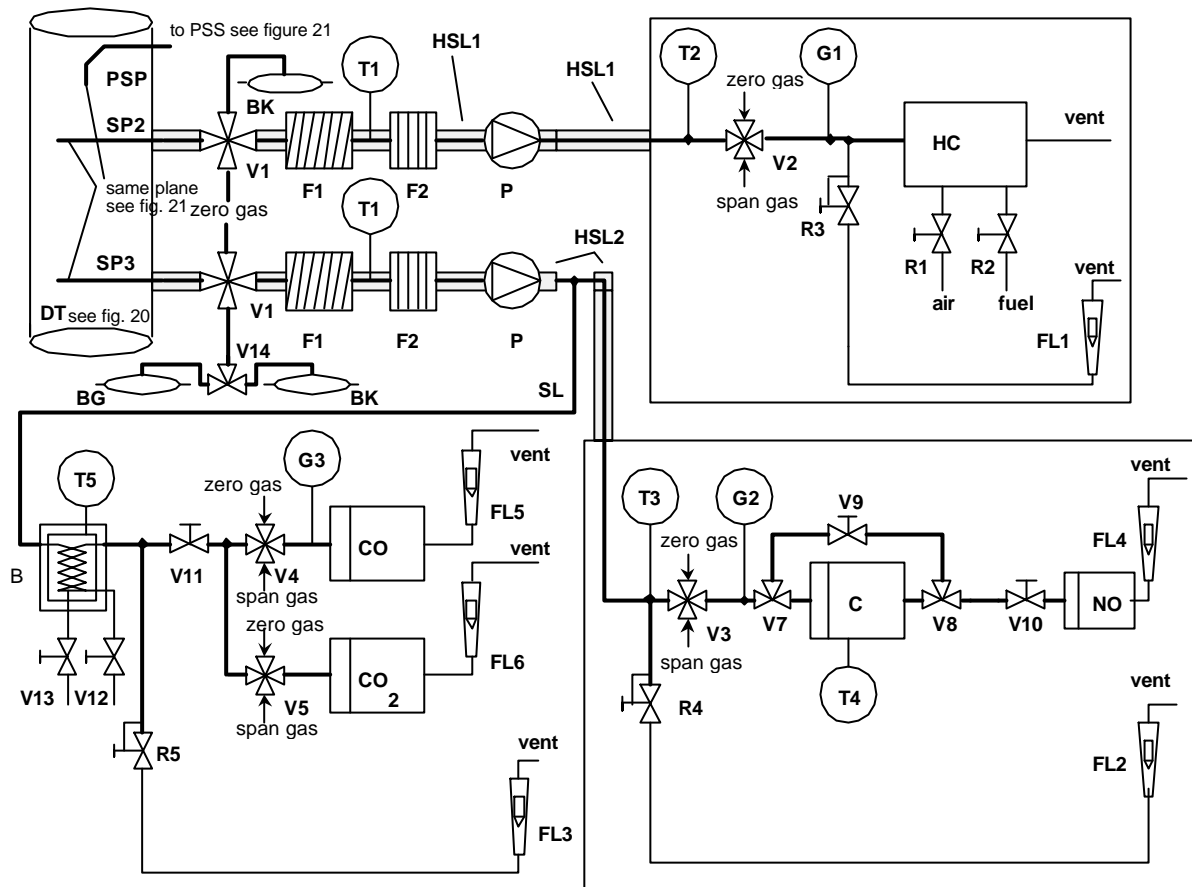 to PSS see figure 21
PSP
BK
T1
HSL1
HSL1
T2
zero gas
G1
SP2
V1
F1
F2
P
V2
span gas
HC
vent
same plane
see fig. 21
zero gas
T1
R3
R1
R2
air
fuel
vent
FL1
SP3
V1
F1
F2
P
HSL2
DT see fig. 20
V14
BG
BK
SL
T5
B
V13
V12
V11
zero gas
G3
V4
span gas
CO
vent
FL5
zero gas
V5
span gas
CO
2
vent
FL6
R5
vent
FL3
T3
zero gas
G2
V9
V3
span gas
V7
C
V8
V10
NO
vent
FL4
R4
T4
vent
FL2